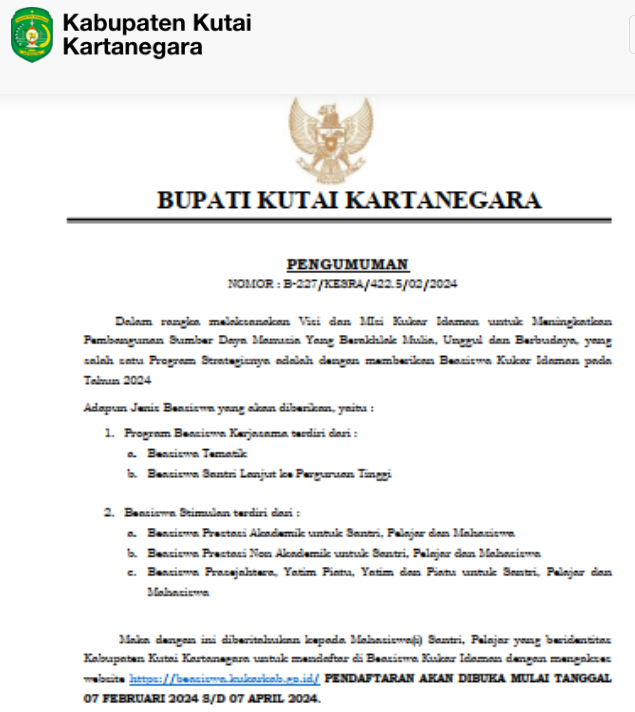 Kabupaten Kutai
Kartanegara
BUPATI KUTAI KARTANEGARA
PENGUMUMAN
NOMOR : B-227/KESRA/422.5/02/2024
Dalam rangka melaksanakan Visi dan MIsi Kukar Idaman untuk Meningkatkan
Pembangunan Sumber Daya Manusia Yang Berakhlak Mulia, Unggul dan Berbudaya, yang
salah satu Program Strategisnya adalah dengan memberikan Beasiswa Kukar Idaman pada
Tahun 2024
Adapun Jenis Beasiswa yang akan diberikan, yaitu :
1. Program Beasiswa Kerjasama terdiri dari :
a. Beasiswa Tematik
b. Beasiswa Santri Lanjut ke Perguruan Tinggi
2. Beasiswa Stimulan terdiri dari :
a. Beasiswa Prestasi Akademik untuk Santri, Pelajar dan Mahasiswa
b. Beasiswa Prestasi Non Akademik untuk Santri, Pelajar dan Mahasiswa
c. Beasiswa Prasejahtera, Yatim Piatu, Yatim dan Piatu untuk Santri, Pelajar dan
Mahasiswa
Maka dengan ini diberitahukan kepada Mahasiswa(i) Santri, Pelajar yang beridentitas
Kabupaten Kutai Kartanegara untuk mendaftar di Beasiswa Kukar Idaman dengan mengakses
website https://beasiswa.kukarkab.go.id/ PENDAFTARAN AKAN DIBUKA MULAI TANGGAL
07 FEBRUARI 2024 S/D 07 APRIL 2024.